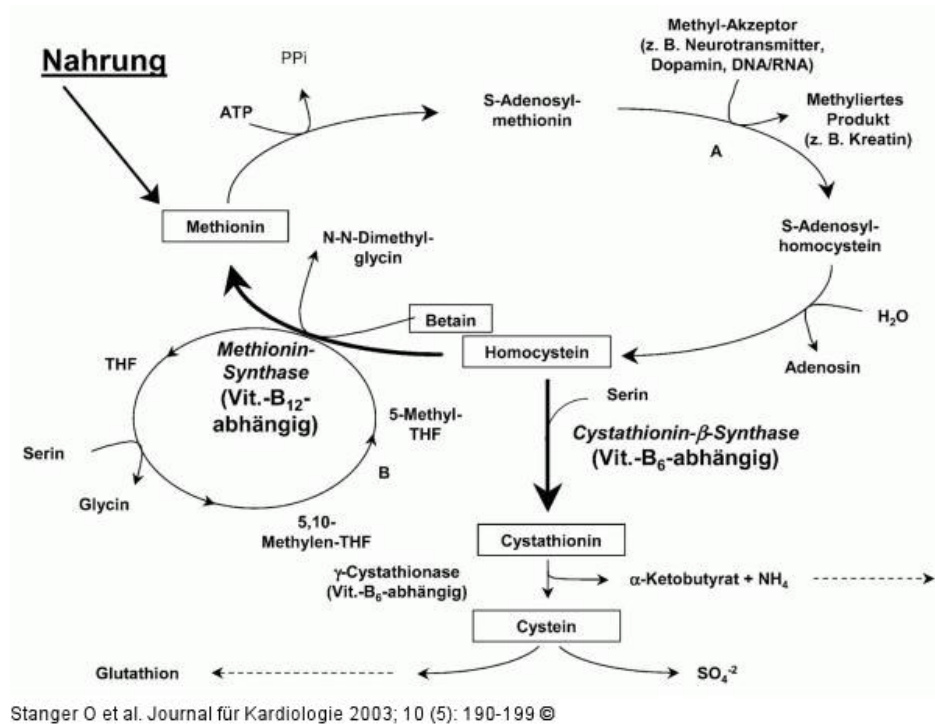 Nahrung
PPi
ATP
S-Adenosyl-
methionin
Methyl-Akzeptor
(z. B. Neurotransmitter,
Dopamin, DNA/RNA)
Methyliertes
Produkt
(z. B. Kreatin)
A
Methionin
S-Adenosyl-
homocystein
N-N-Dimethyl-
glycin
Betain
H₂O
Adenosin
Homocystein
THF
Methionin-
Synthase
(Vit.-B₁₂-
abhängig)
5-Methyl-
THF
Serin
Cystathionin-β-Synthase
(Vit.-B₆-abhängig)
Serin
Glycin
B
5,10-
Methylen-THF
Cystathionin
γ-Cystathionase
(Vit.-B₆-abhängig)
α-Ketobutyrat + NH₄
Cystein
Glutathion
SO₄⁻²
Stanger O et al. Journal für Kardiologie 2003; 10 (5): 190-199 ©